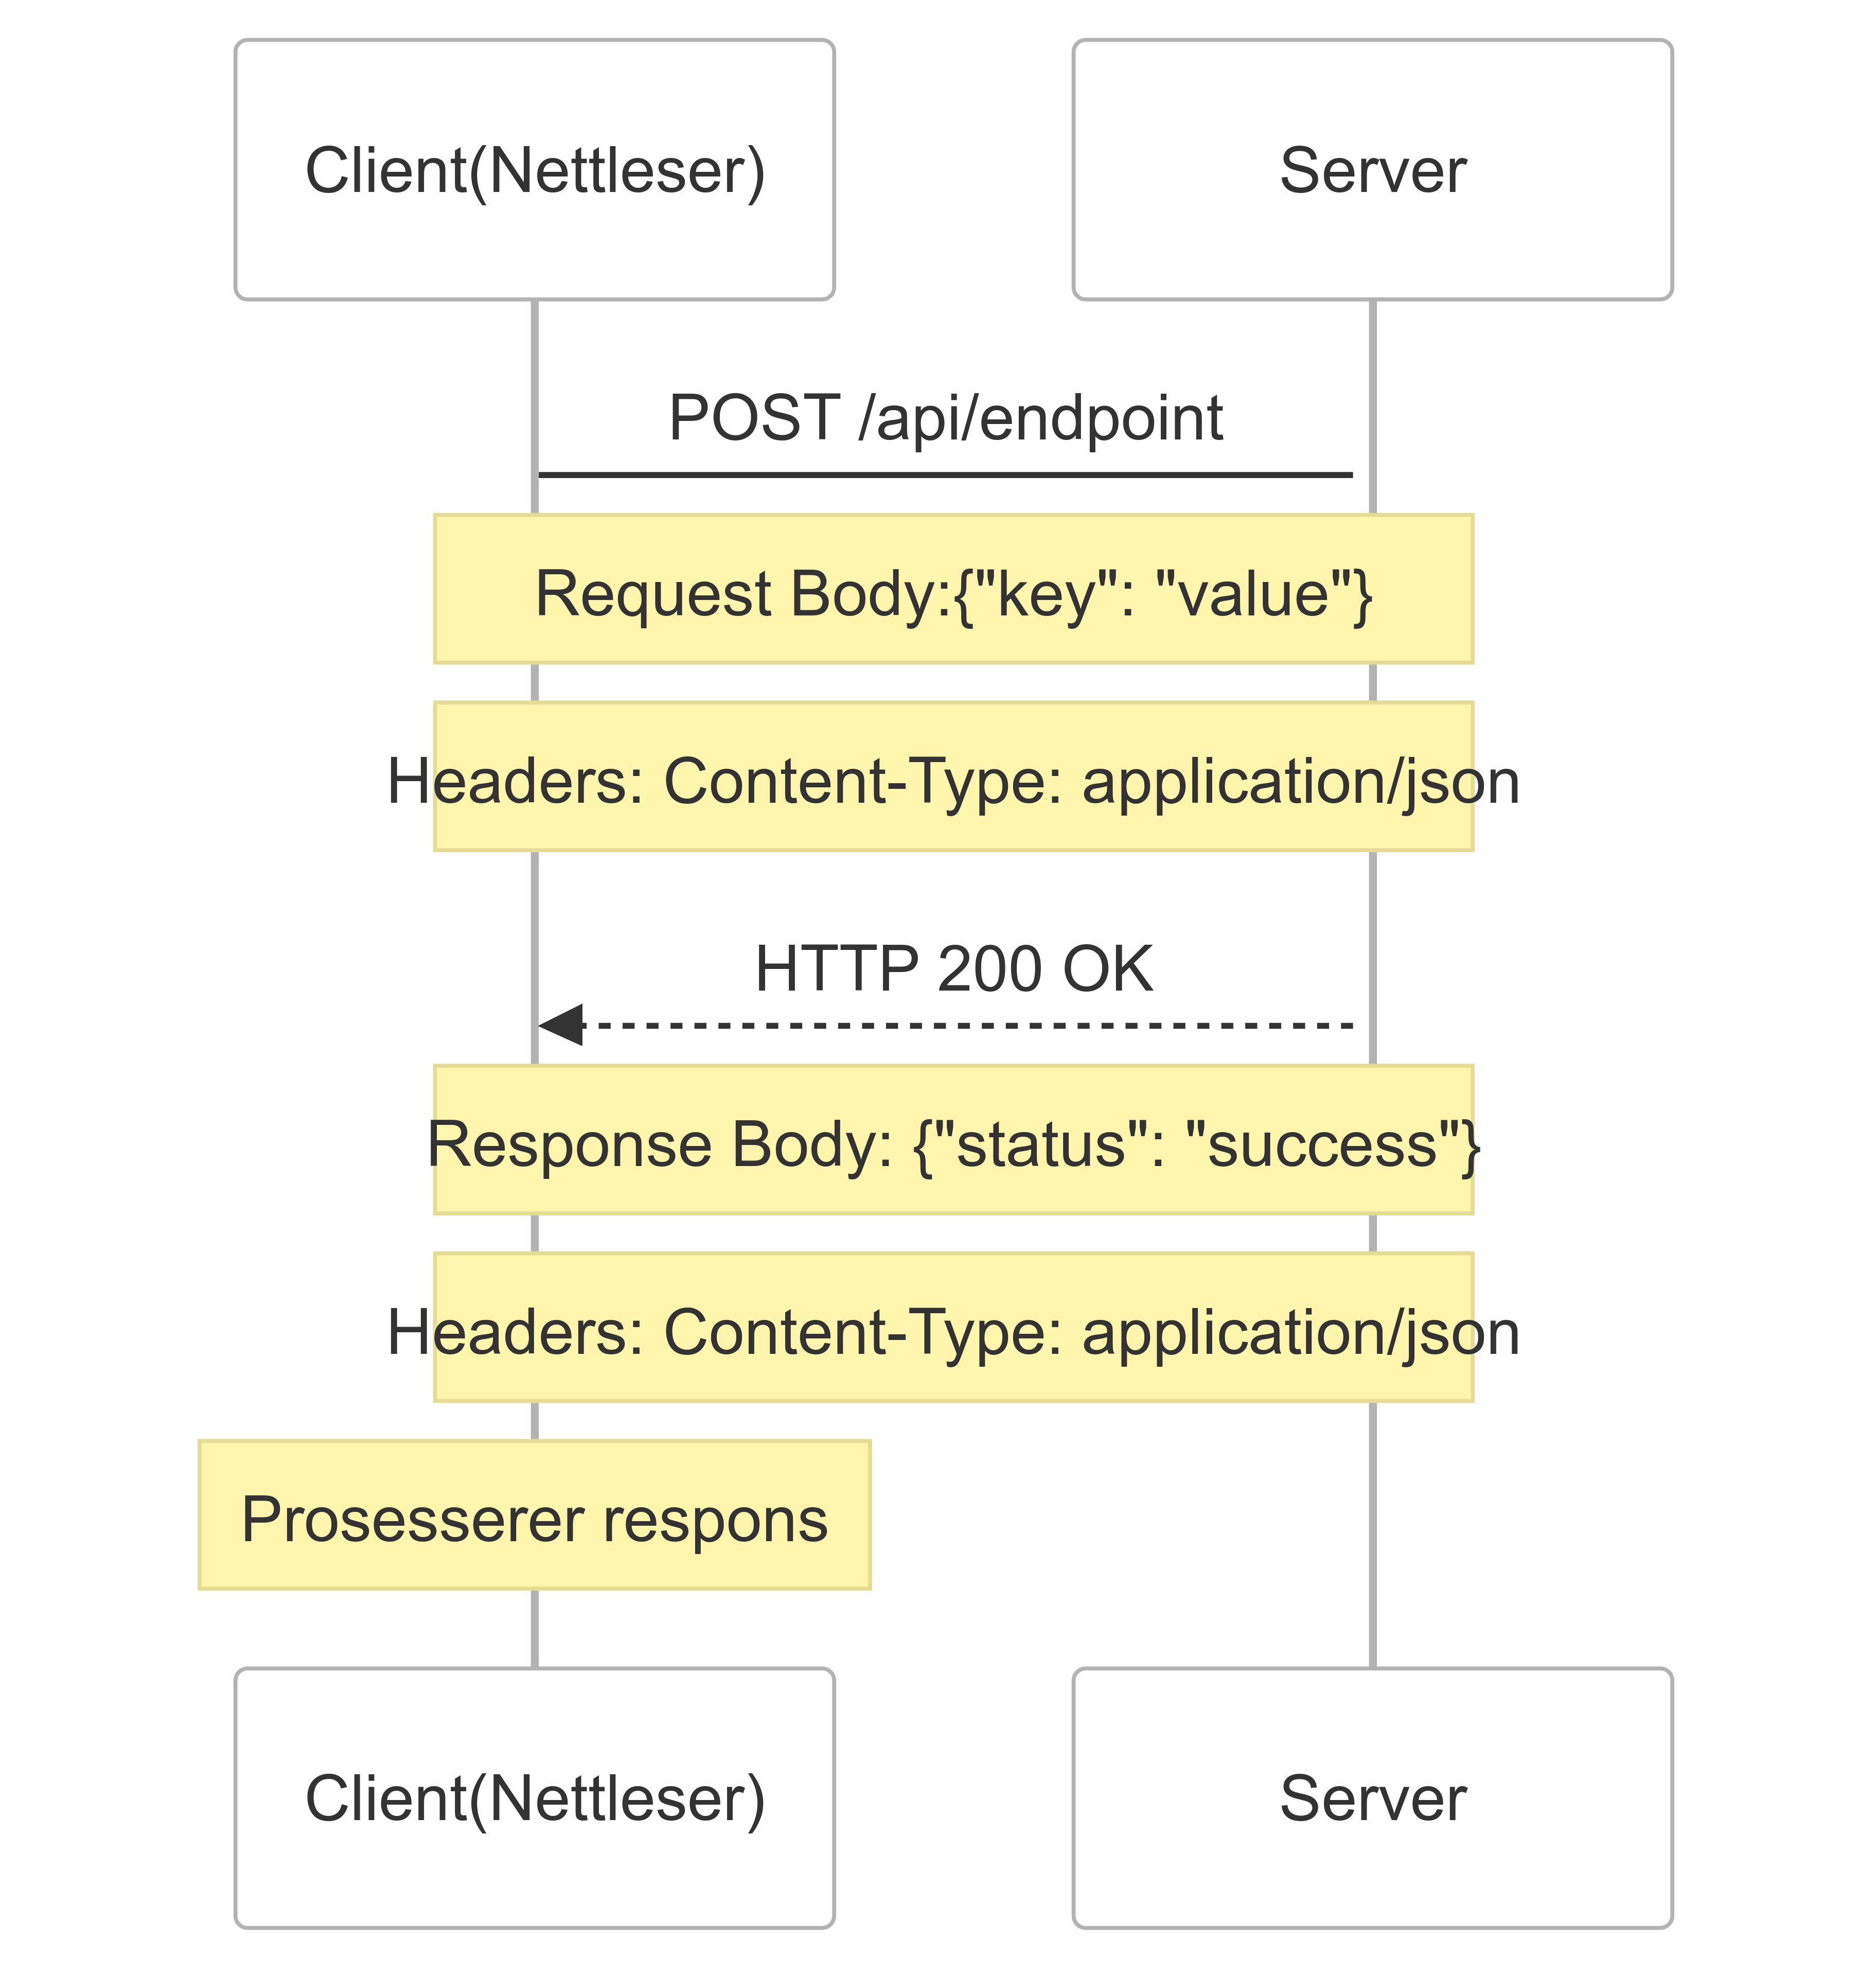 Client(Nettleser)
Server
POST /api/endpoint
Request Body:{"key": "value"}
Headers: Content-Type: application/json
HTTP 200 OK
Response Body: {"status": "success"}
Headers: Content-Type: application/json
Prosesserer respons
Client(Nettleser)
Server